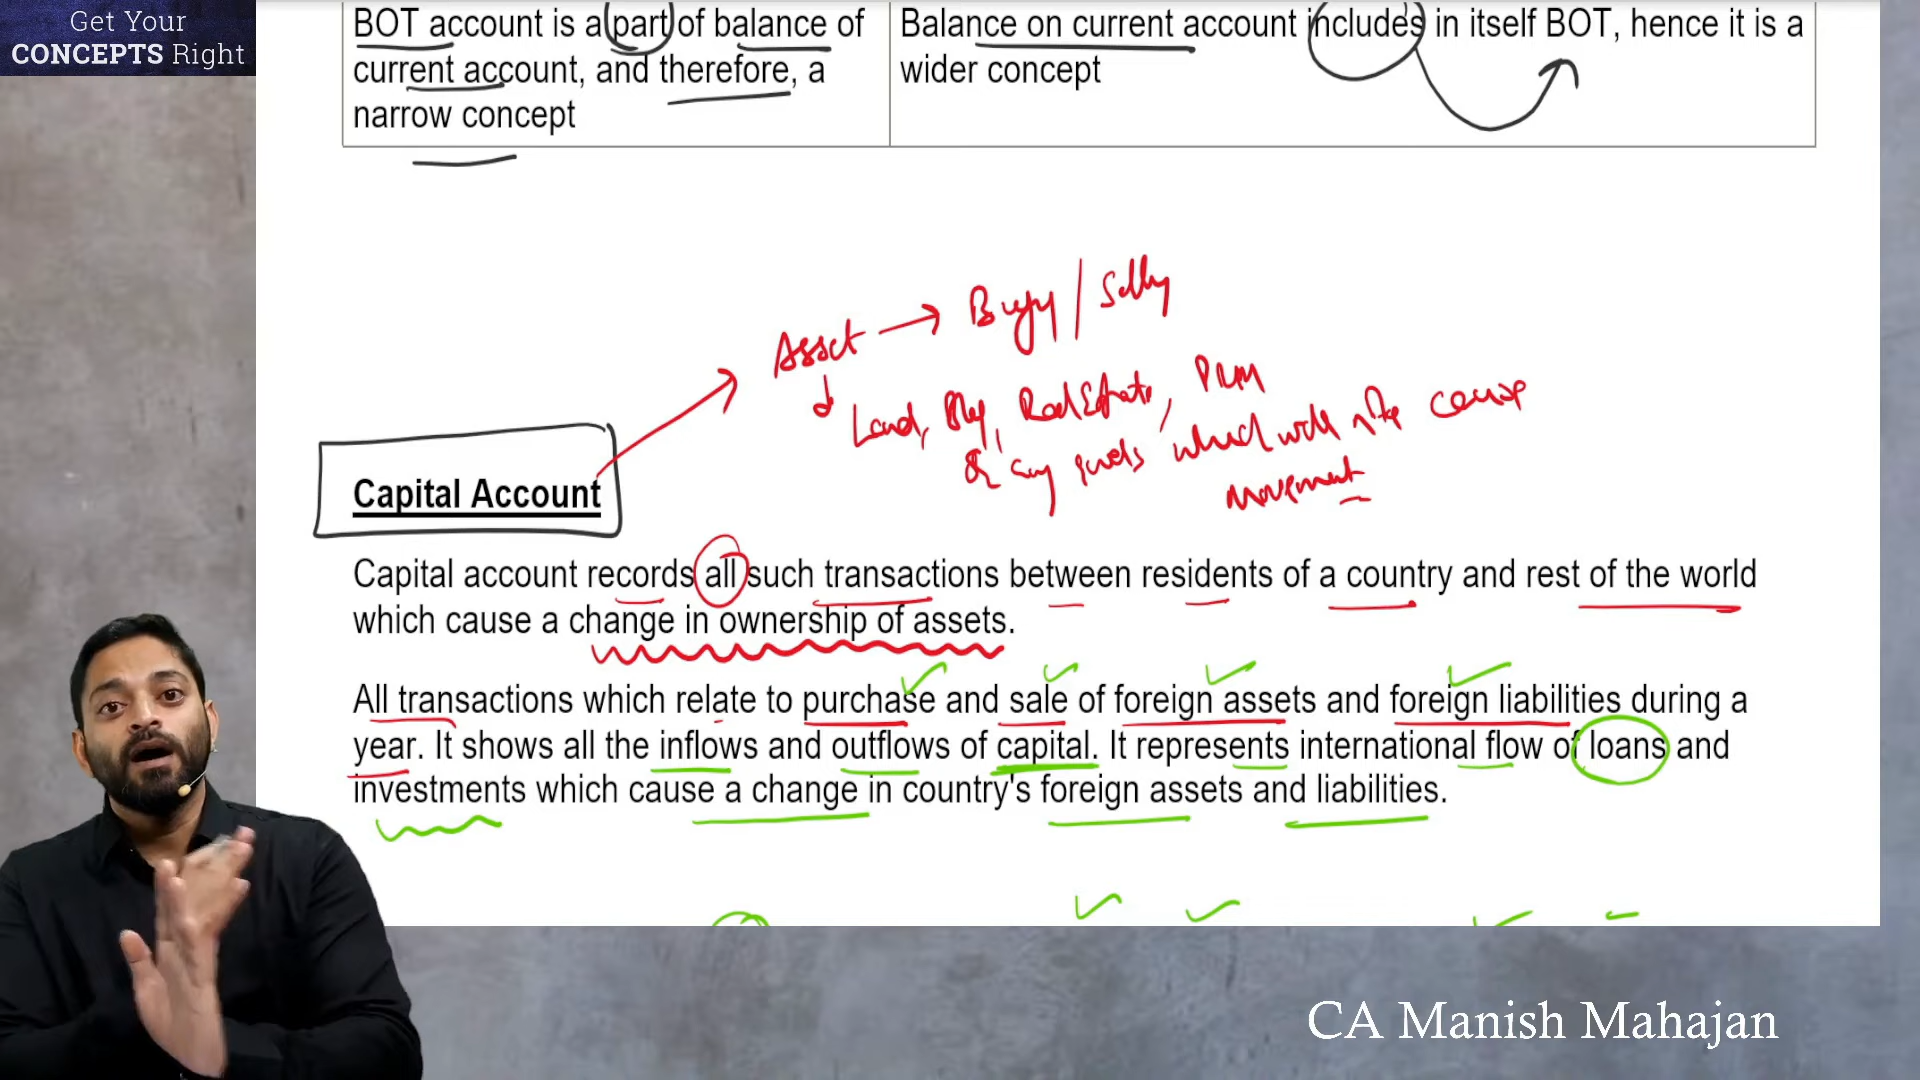 Get Your
CONCEPTS Right
BOT account is a part of balance of
current account, and therefore, a
narrow concept
Balance on current account includes in itself BOT, hence it is a
wider concept
Asset → Buying / Selling
Land, Bldg, Real Estate, P&M
& any goods which will cause
movement
Capital Account
Capital account records all such transactions between residents of a country and rest of the world
which cause a change in ownership of assets.
All transactions which relate to purchase and sale of foreign assets and foreign liabilities during a
year. It shows all the inflows and outflows of capital. It represents international flow of loans and
investments which cause a change in country's foreign assets and liabilities.
CA Manish Mahajan